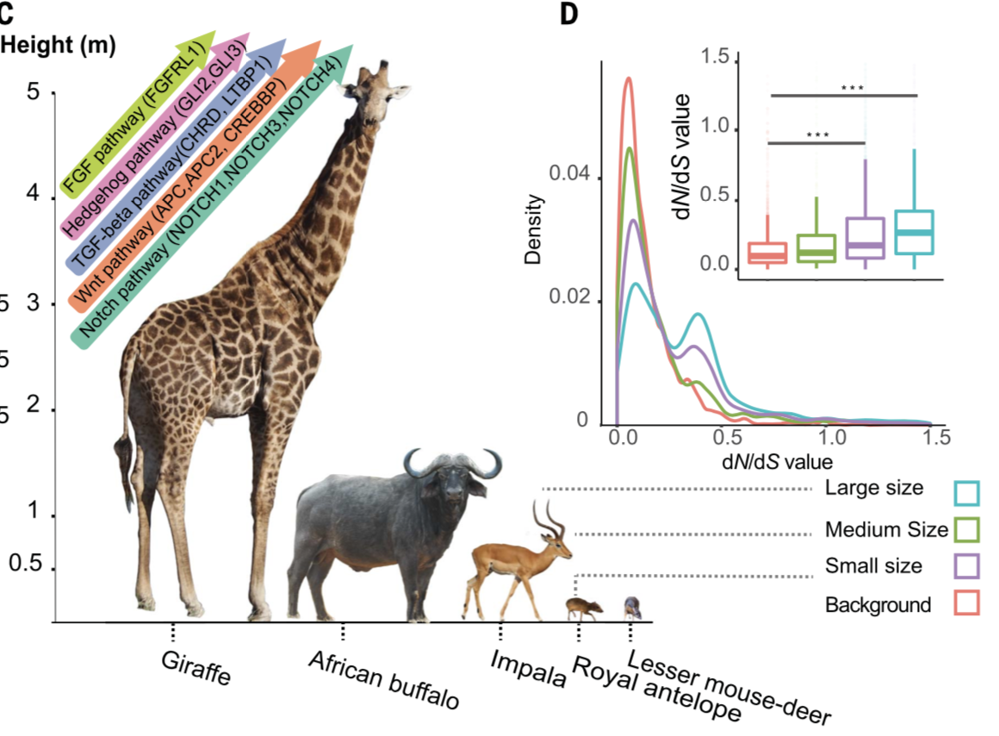 C
Height (m)
5
4
3
2
1
0.5
5
5
5
FGF pathway (FGFRL1)
Hedgehog pathway (GLI2,GLI3)
TGF-beta pathway(CHRD, LTBP1)
Wnt pathway (APC,APC2, CREBBP)
Notch pathway (NOTCH1,NOTCH3,NOTCH4)
Giraffe
African buffalo
Impala
Royal antelope
Lesser mouse-deer
D
Density
0.04
0.02
0
0.0
0.5
1.0
1.5
dN/dS value
dN/dS value
1.5
1.0
0.5
0.0
***
***
Large size
Medium Size
Small size
Background